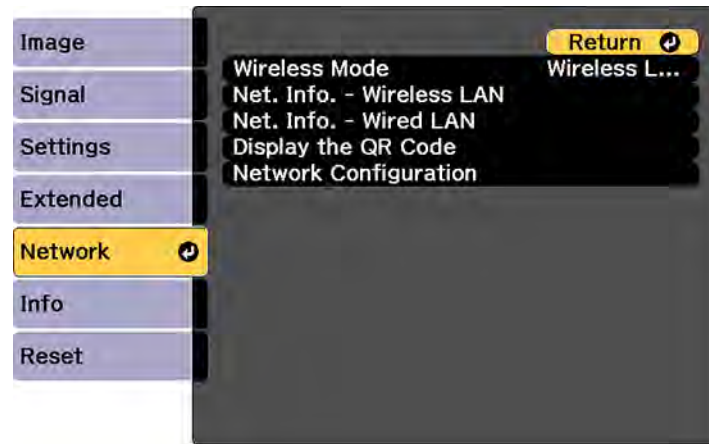 Image
Signal
Settings
Extended
Network
Info
Reset
Return
Wireless Mode Wireless L...
Net. Info. - Wireless LAN
Net. Info. - Wired LAN
Display the QR Code
Network Configuration